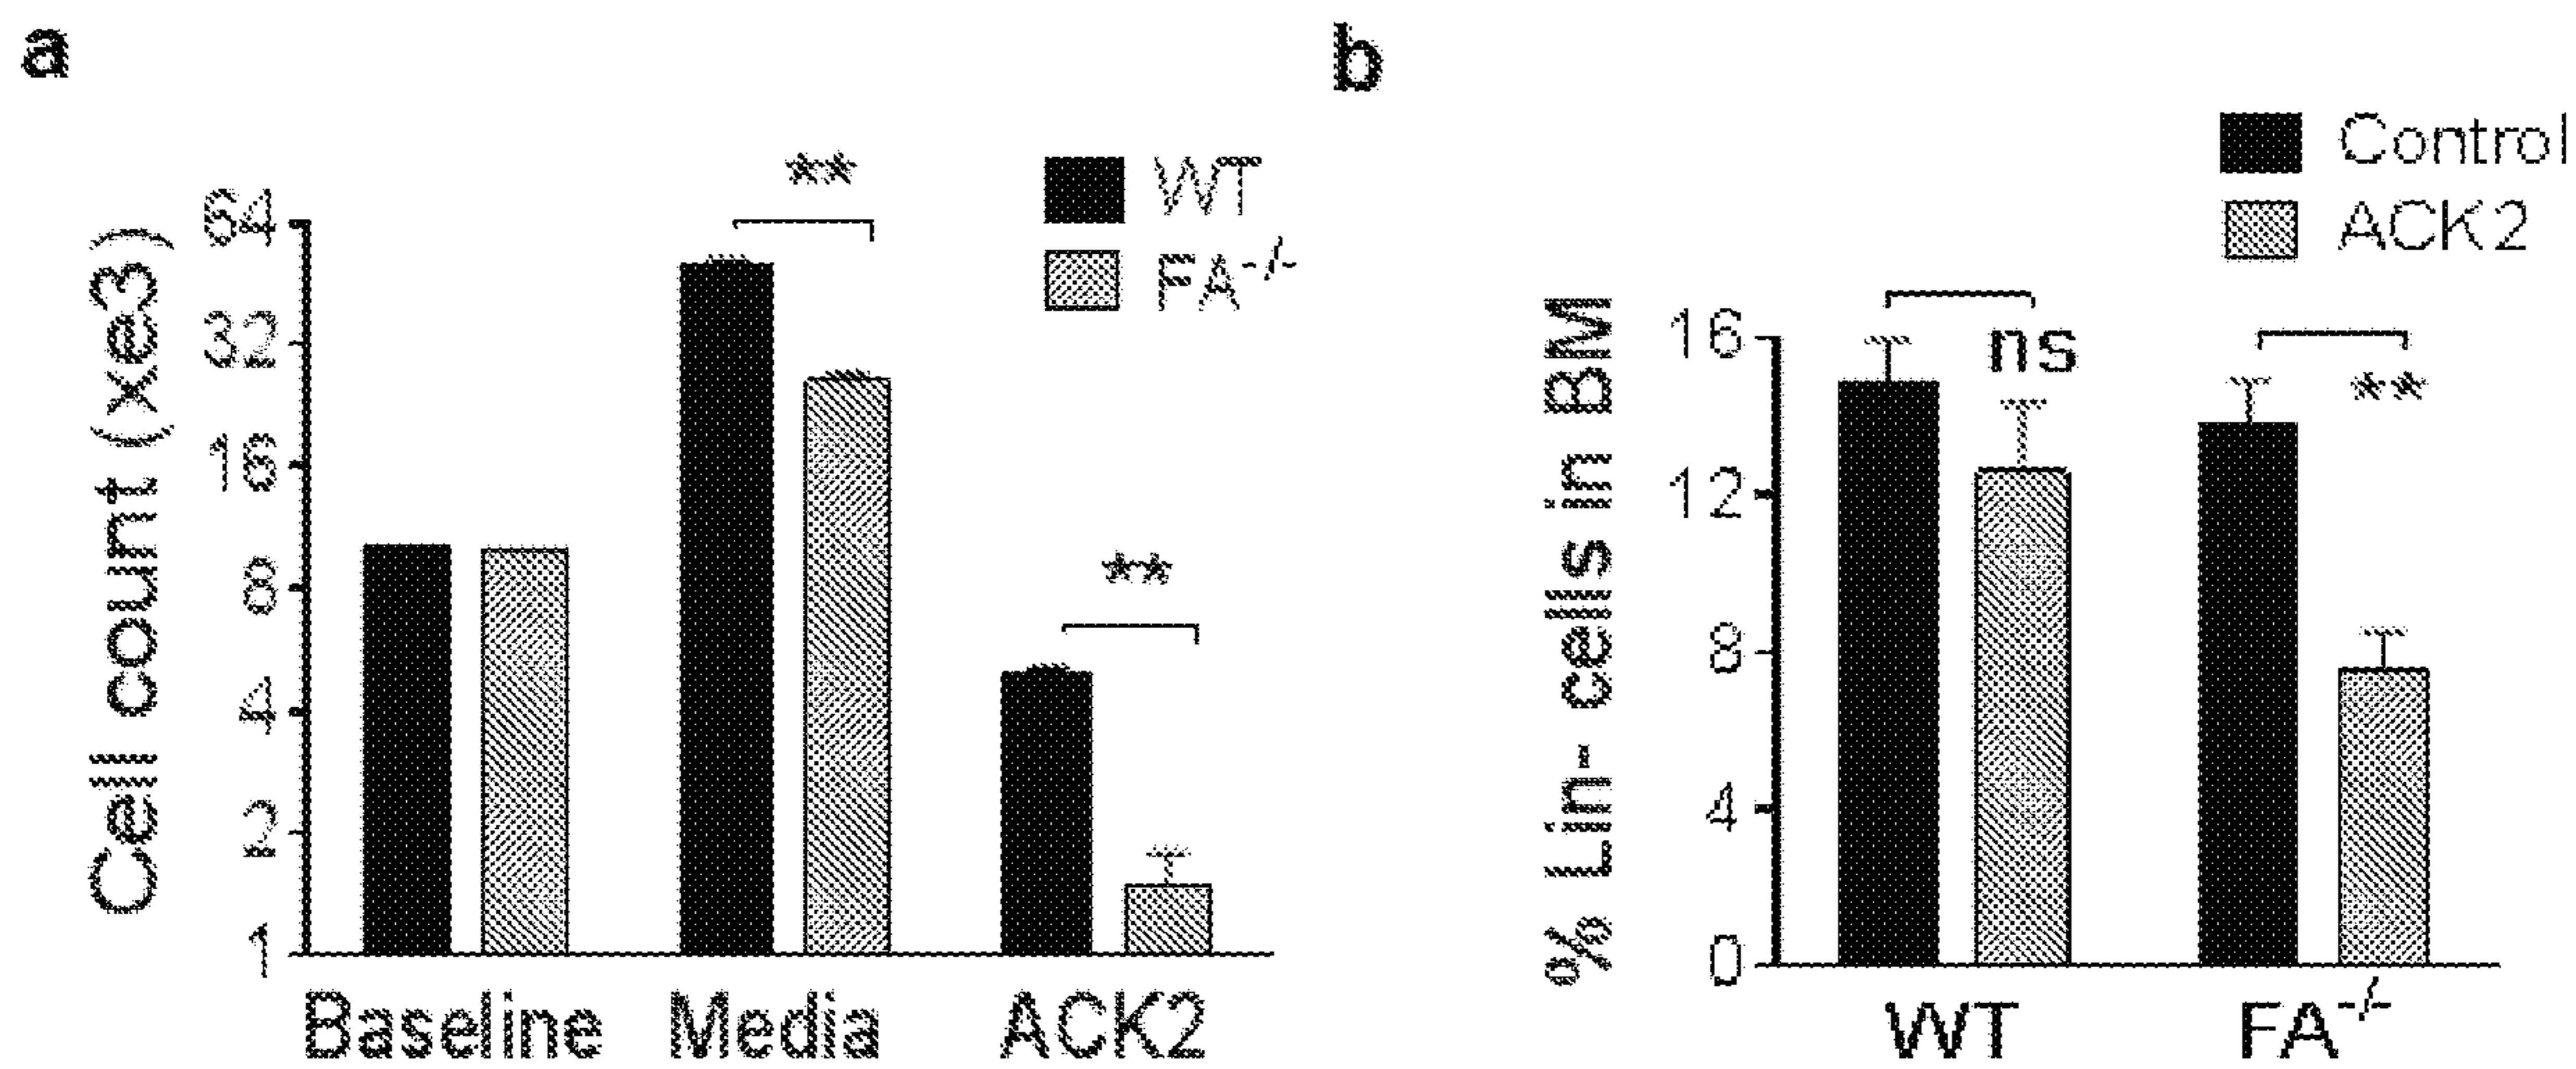 a
**
WT
FA-/-
Cell count (xe3)
64
32
16
8
4
2
1
**
Baseline
Media
ACK2
b
Control
ACK2
% Lin- cells in BM
16
12
8
4
0
ns
**
WT
FA-/-